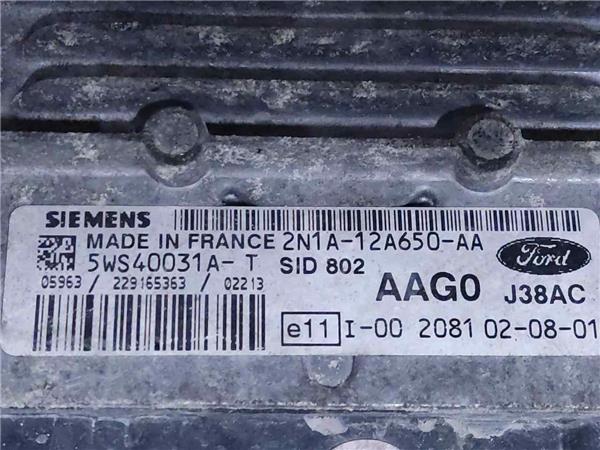 SIEMENS
MADE IN FRANCE 2N1A-12A650-AA
5WS40031A-T SID 802
Ford
05963 / 229165363 / 02213
AAG0 J38AC
e11 I-00 2081 02-08-01